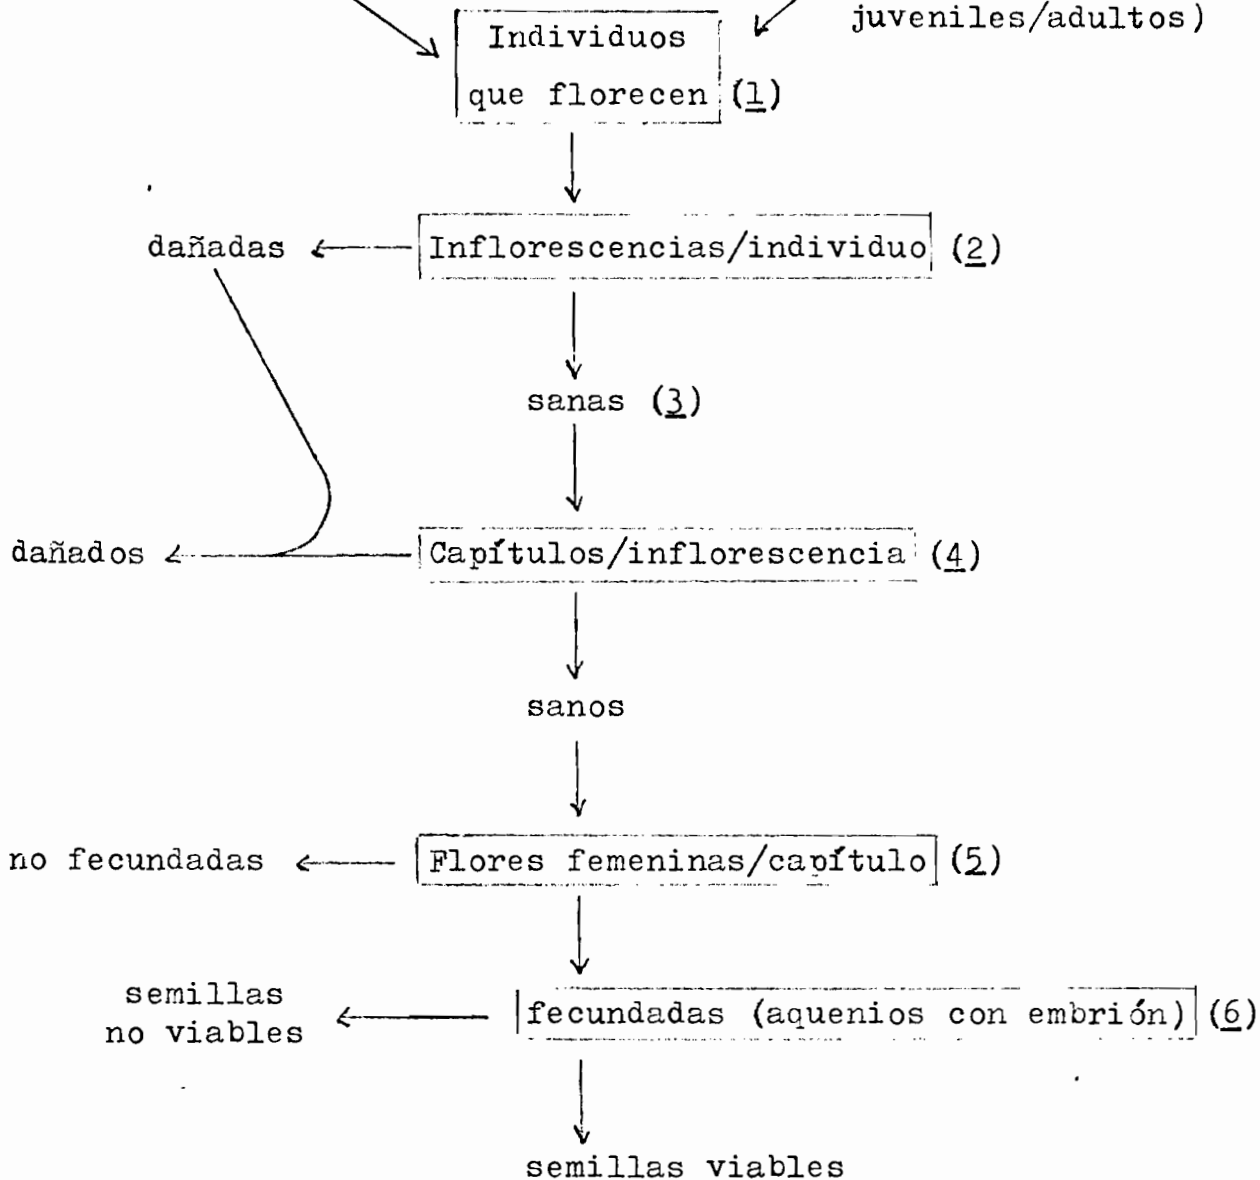 juveniles/adultos)
Individuos
que florecen (1)
dañadas
Inflorescencias/individuo (2)
sanas (3)
dañados
Capítulos/inflorescencia (4)
sanos
no fecundadas
Flores femeninas/capítulo (5)
semillas
no viables
fecundadas (aquenios con embrión) (6)
semillas viables